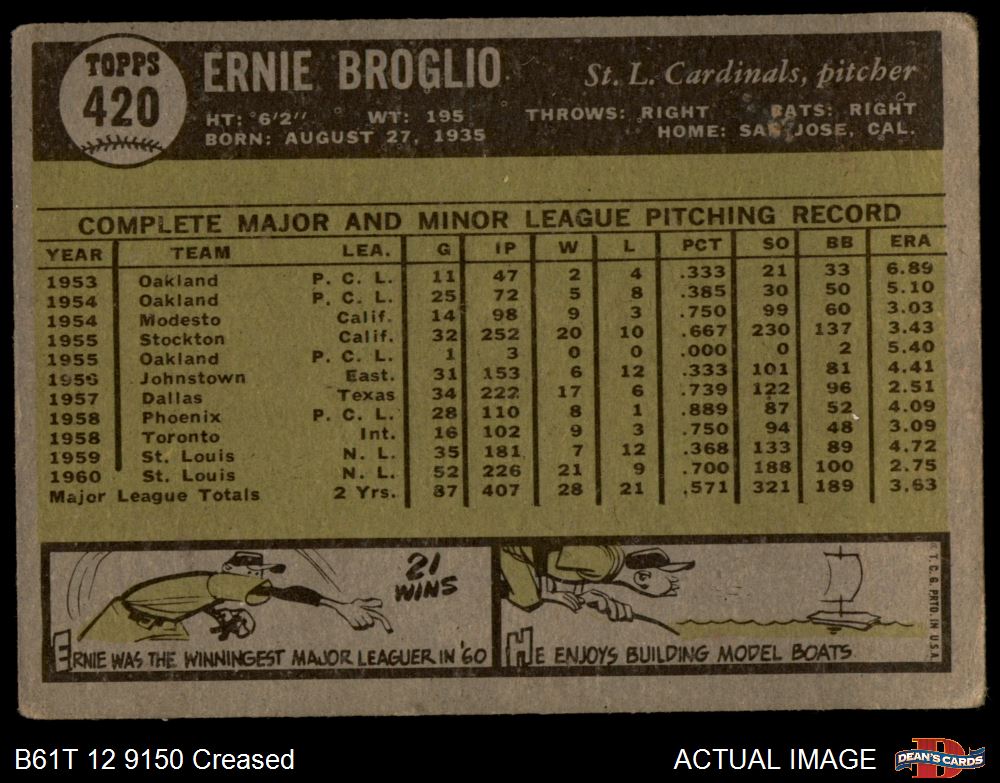 TOPPS
420
ERNIE BROGLIO
St. L. Cardinals, pitcher
HT: 6'2" WT: 195 THROWS: RIGHT BATS: RIGHT
BORN: AUGUST 27, 1935 HOME: SAN JOSE, CAL.
COMPLETE MAJOR AND MINOR LEAGUE PITCHING RECORD
YEAR TEAM LEA. G IP W L PCT SO BB ERA
1953 Oakland P. C. L. 11 47 2 4 .333 21 33 6.89
1954 Oakland P. C. L. 25 72 5 8 .385 30 50 5.10
1954 Modesto Calif. 14 98 9 3 .750 99 60 3.03
1955 Stockton Calif. 32 252 20 10 .667 230 137 3.43
1955 Oakland P. C. L. 1 3 0 0 .000 0 2 5.40
1956 Johnstown East. 31 153 6 12 .333 101 81 4.41
1957 Dallas Texas 34 222 17 6 .739 122 96 2.51
1958 Phoenix P. C. L. 28 110 8 1 .889 87 52 4.09
1958 Toronto Int. 16 102 9 3 .750 94 48 3.09
1959 St. Louis N. L. 35 181 7 12 .368 133 89 4.72
1960 St. Louis N. L. 52 226 21 9 .700 188 100 2.75
Major League Totals 2 Yrs. 87 407 28 21 .571 321 189 3.63
21
WINS
ERNIE WAS THE WINNINGEST MAJOR LEAGUER IN '60
HE ENJOYS BUILDING MODEL BOATS
T. C. G. PRTD. IN U.S.A.
B61T 12 9150 Creased
ACTUAL IMAGE
DEAN'S CARDS